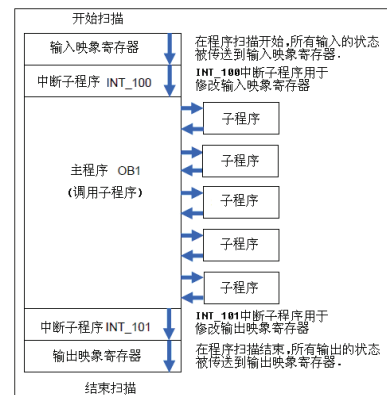 开始扫描
输入映象寄存器
在程序扫描开始,所有输入的状态
被传送到输入映象寄存器.
中断子程序 INT_100
INT_100中断子程序用于
修改输入映象寄存器
子程序
子程序
主程序 OB1
(调用子程序)
子程序
子程序
子程序
中断子程序INT_101
INT_101中断子程序用于
修改输出映象寄存器
输出映象寄存器
在程序扫描结束,所有输出的状态
被传送到输出映象寄存器.
结束扫描